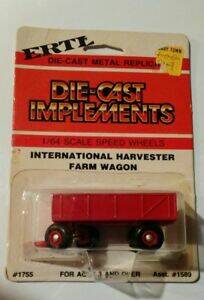 ERTL
DIE-CAST METAL REPLICA
DIE-CAST
IMPLEMENTS
1/64 SCALE SPEED WHEELS
INTERNATIONAL HARVESTER
FARM WAGON
#1755 FOR AGES 3 AND OVER Asst. #1589